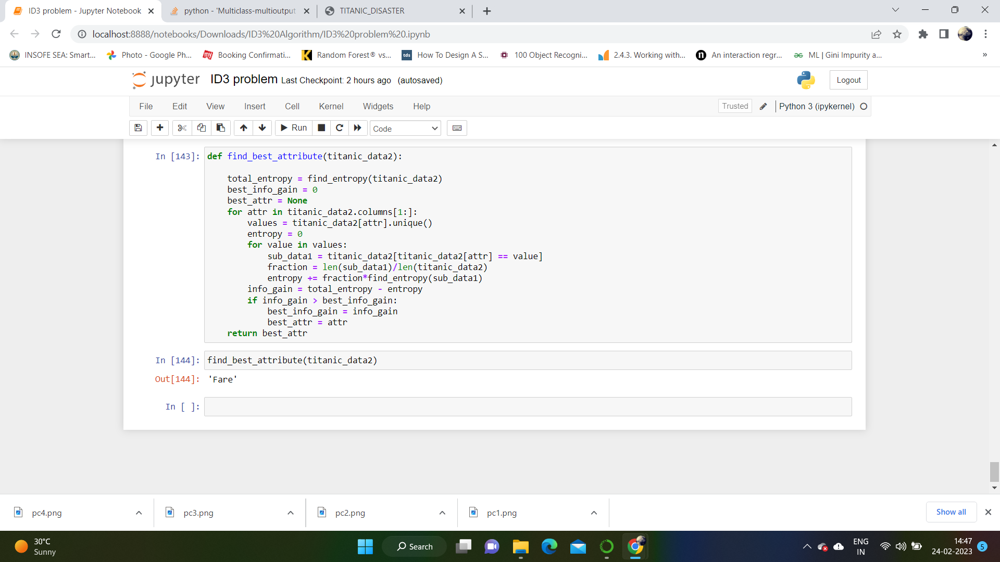 ID3 problem - Jupyter Notebook
python - 'Multiclass-multioutput
TITANIC_DISASTER
localhost:8888/notebooks/Downloads/ID3%20Algorithm/ID3%20problem%20.ipynb
INSOFE SEA: Smart... Photo - Google Ph... Booking Confirmati... Random Forest® vs... tds How To Design A S... 100 Object Recogni... 2.4.3. Working with... n An interaction regr... ML | Gini Impurity a... »
jupyter ID3 problem Last Checkpoint: 2 hours ago (autosaved) Logout
File Edit View Insert Cell Kernel Widgets Help Trusted Python 3 (ipykernel)
Run Code
In [143]: def find_best_attribute(titanic_data2):
total_entropy = find_entropy(titanic_data2)
best_info_gain = 0
best_attr = None
for attr in titanic_data2.columns[1:]:
values = titanic_data2[attr].unique()
entropy = 0
for value in values:
sub_data1 = titanic_data2[titanic_data2[attr] == value]
fraction = len(sub_data1)/len(titanic_data2)
entropy += fraction*find_entropy(sub_data1)
info_gain = total_entropy - entropy
if info_gain > best_info_gain:
best_info_gain = info_gain
best_attr = attr
return best_attr
In [144]: find_best_attribute(titanic_data2)
Out[144]: 'Fare'
In [ ]:
pc4.png pc3.png pc2.png pc1.png Show all
30°C
Sunny
Search
ENG
IN
14:47
24-02-2023
5